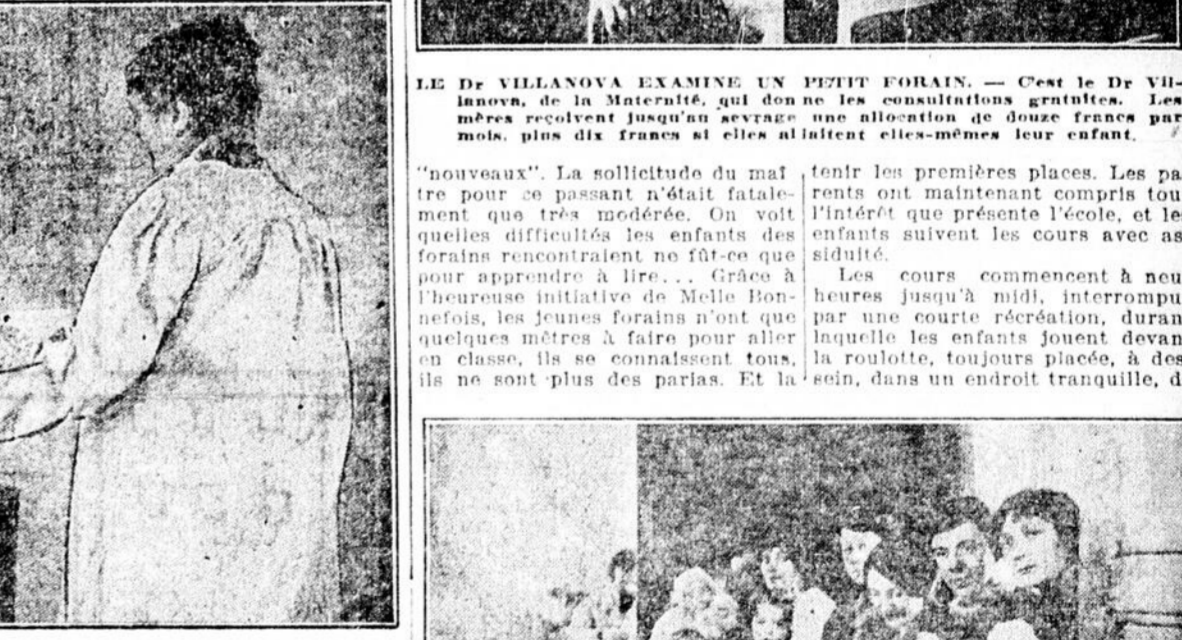 LE Dr VILLANOVA EXAMINE UN PETIT FORAIN. — C'est le Dr Vil-
lanova, de la Maternité, qui donne les consultations gratuites. Les
mères reçoivent jusqu'au sevrage une allocation de douze francs par
mois, plus dix francs si elles allaitent elles-mêmes leur enfant.
"nouveaux". La sollicitude du maî
tre pour ce passant n'était fatale-
ment que très modérée. On voit
quelles difficultés les enfants des
forains rencontraient ne fût-ce que
pour apprendre à lire... Grâce à
l'heureuse initiative de Melle Bon-
nefois, les jeunes forains n'ont que
quelques mètres à faire pour aller
en classe, ils se connaissent tous,
ils ne sont plus des parias. Et la
tenir les premières places. Les pa
rents ont maintenant compris tou
l'intérêt que présente l'école, et le
enfants suivent les cours avec as
siduité.
Les cours commencent à neu
heures jusqu'à midi, interrompu
par une courte récréation, duran
laquelle les enfants jouent devan
la roulotte, toujours placée, à des
sein, dans un endroit tranquille, d